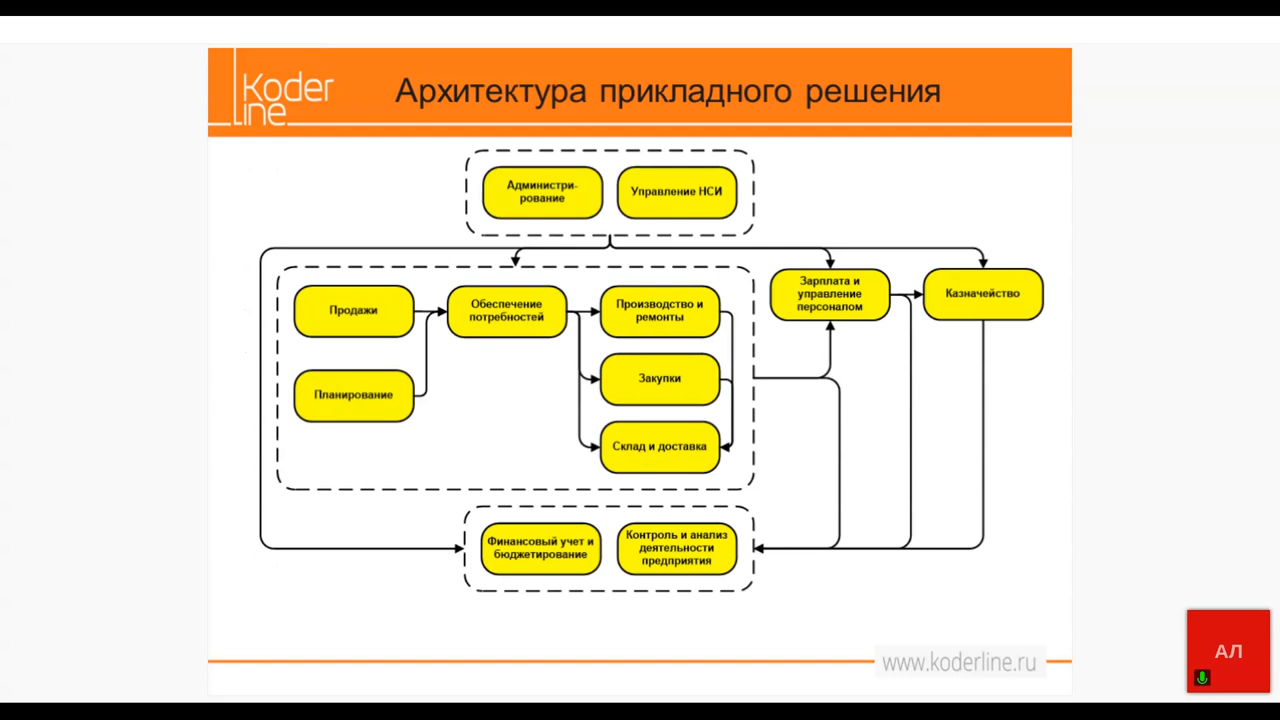 Koder
line
Архитектура прикладного решения
Администри-
рование
Управление НСИ
Продажи
Обеспечение
потребностей
Производство и
ремонты
Зарплата и
управление
персоналом
Казначейство
Планирование
Закупки
Склад и доставка
Финансовый учет и
бюджетирование
Контроль и анализ
деятельности
предприятия
www.koderline.ru
АЛ